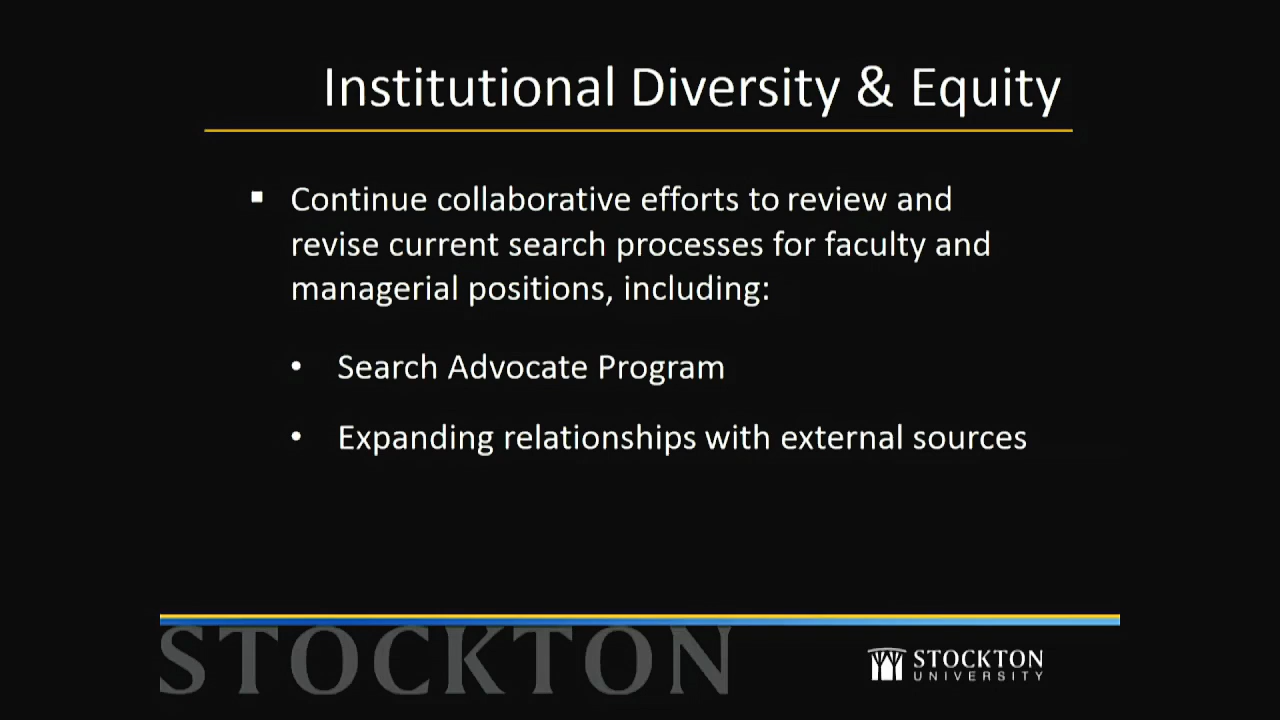 Institutional Diversity & Equity
▪ Continue collaborative efforts to review and
revise current search processes for faculty and
managerial positions, including:
• Search Advocate Program
• Expanding relationships with external sources
STOCKTON
STOCKTON
UNIVERSITY